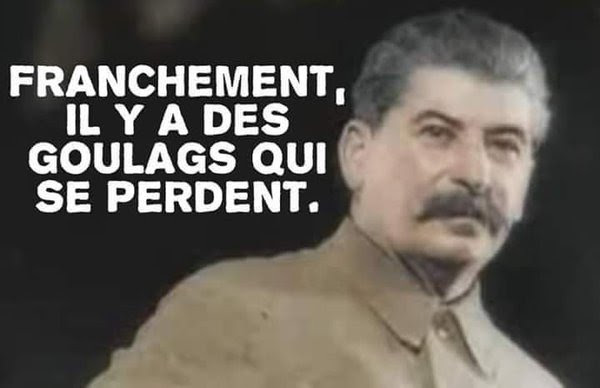 FRANCHEMENT,
IL Y A DES
GOULAGS QUI
SE PERDENT.